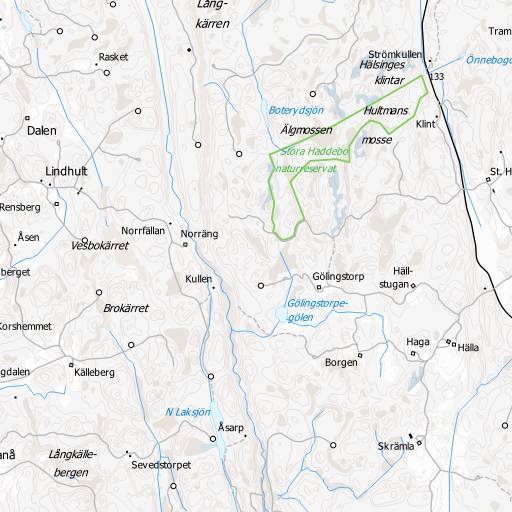 Lång-
kärren
Tram
Strömkullen
Rasket
Hälsinges
klintar
Önnebogo
133
Boterydsjön
Hultmans
Klint
Dalen
Älgmossen
mosse
Stora Haddebo
naturreservat
Lindhult
St. H
Rensberg
Norrfällan
Norräng
Åsen
Vesbokärret
berget
Kullen
Gölingstorp
Häll-
stugan
Brokärret
Gölingstorpe-
gölen
Korshemmet
Haga
Hälla
Borgen
gdalen
Källeberg
N Laksjön
Åsarp
Skrämla
anå
Långkälle-
bergen
Sevedstorpet